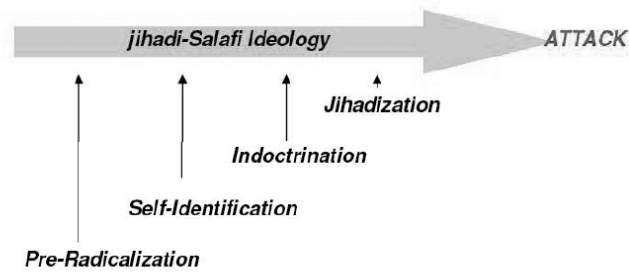 jihadi-Salafi Ideology
ATTACK
Jihadization
Indoctrination
Self-Identification
Pre-Radicalization